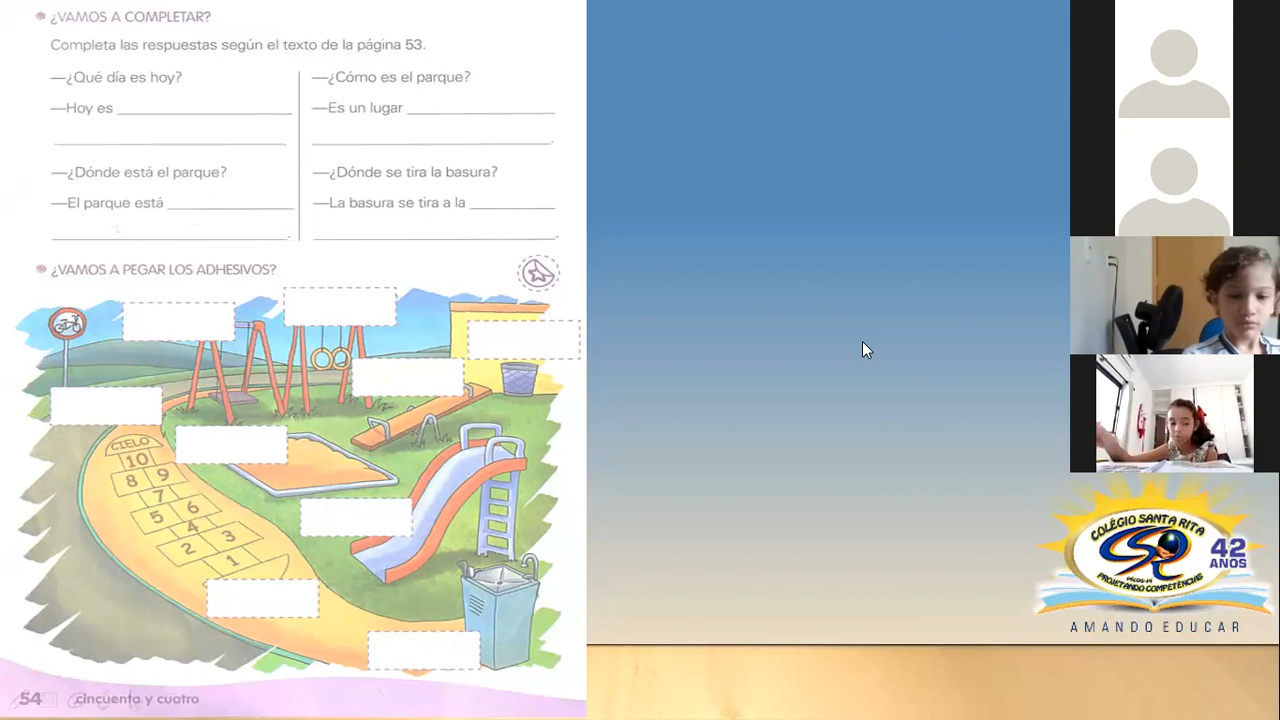 ¿VAMOS A COMPLETAR?
Completa las respuestas según el texto de la página 53.
—¿Qué día es hoy?
—Hoy es
—¿Dónde está el parque?
—El parque está
—¿Cómo es el parque?
—Es un lugar
—¿Dónde se tira la basura?
—La basura se tira a la
¿VAMOS A PEGAR LOS ADHESIVOS?
CIELO
10
8 9
7
5 6
4
2 3
1
54 cincuenta y cuatro
COLÉGIO SANTA RITA
SR
PICOS-PI
PROJETANDO COMPETÊNCIAS
42
ANOS
AMANDO EDUCAR